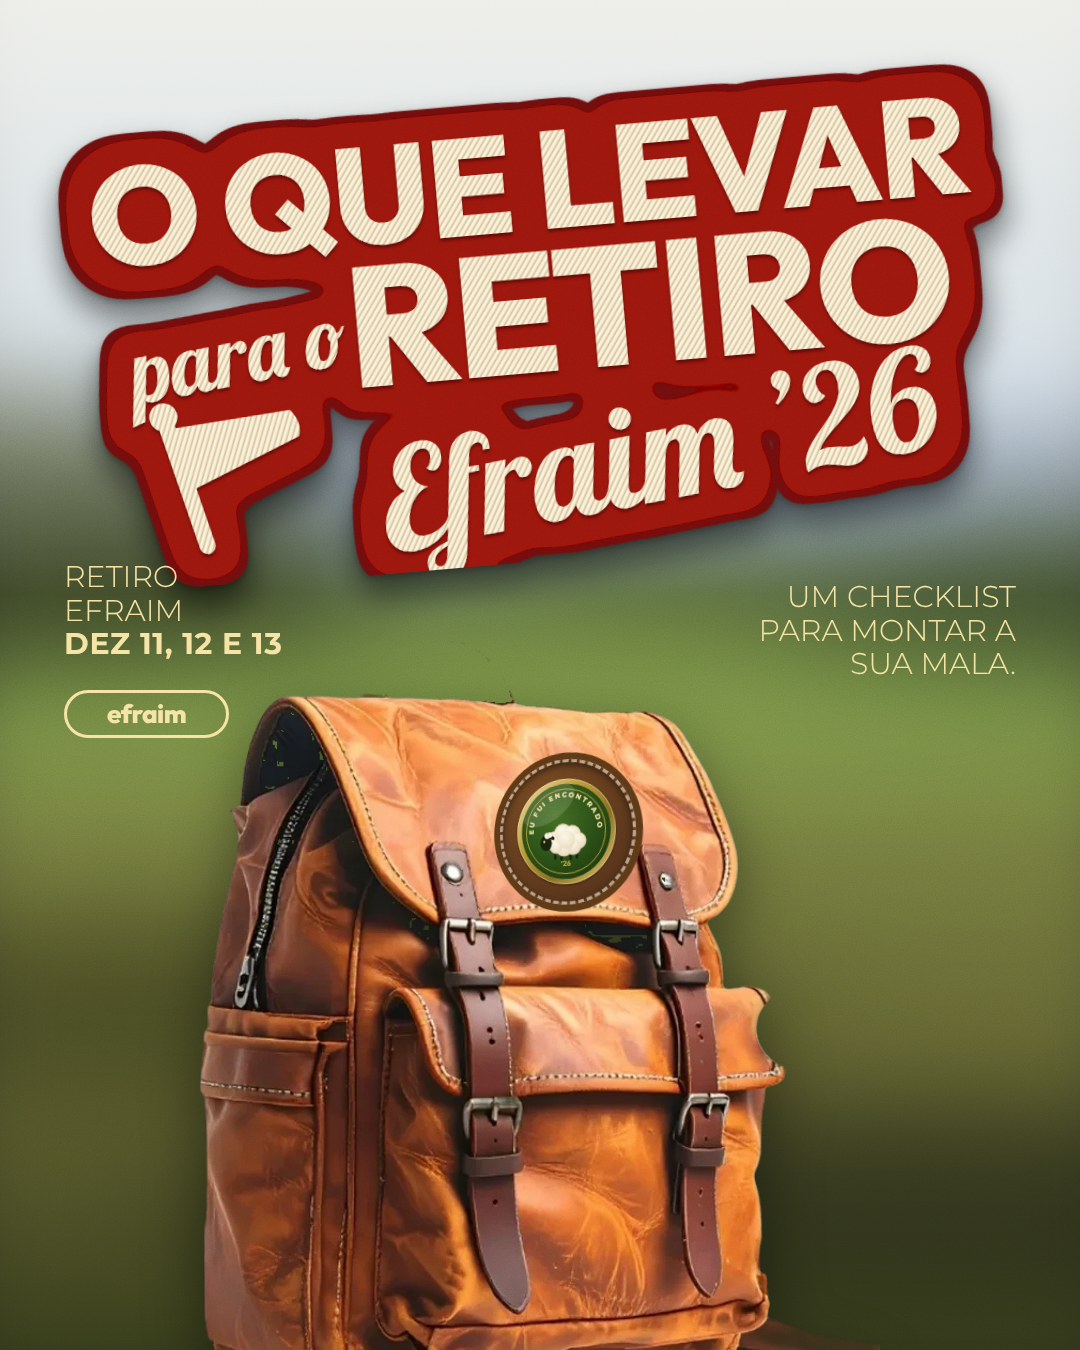 O QUE LEVAR
para o RETIRO
Efraim '26
RETIRO
EFRAIM
DEZ 11, 12 E 13
efraim
UM CHECKLIST
PARA MONTAR A
SUA MALA.
EU FUI ENCONTRADO
'26